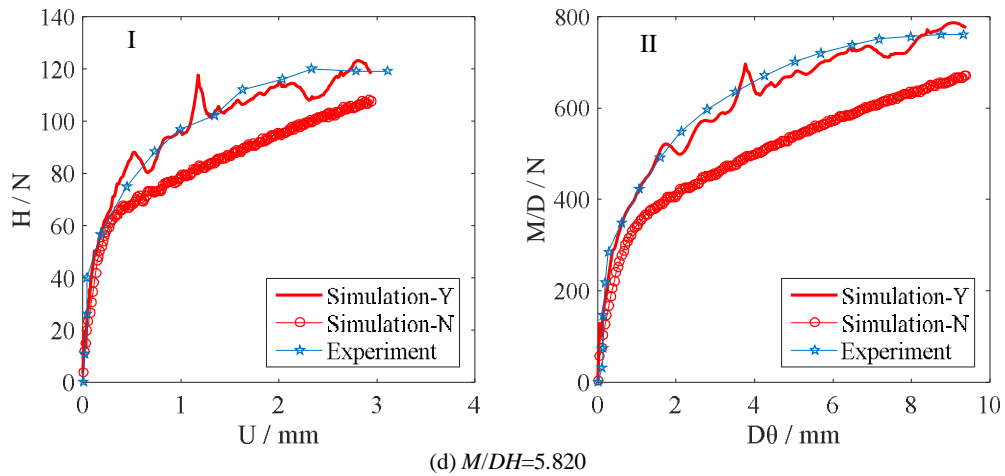 I
H / N
140
120
100
80
60
40
20
0
0 1 2 3 4
U / mm
Simulation-Y
Simulation-N
Experiment
II
M/D / N
800
600
400
200
0
0 2 4 6 8 10
Dθ / mm
Simulation-Y
Simulation-N
Experiment
(d) M/DH=5.820